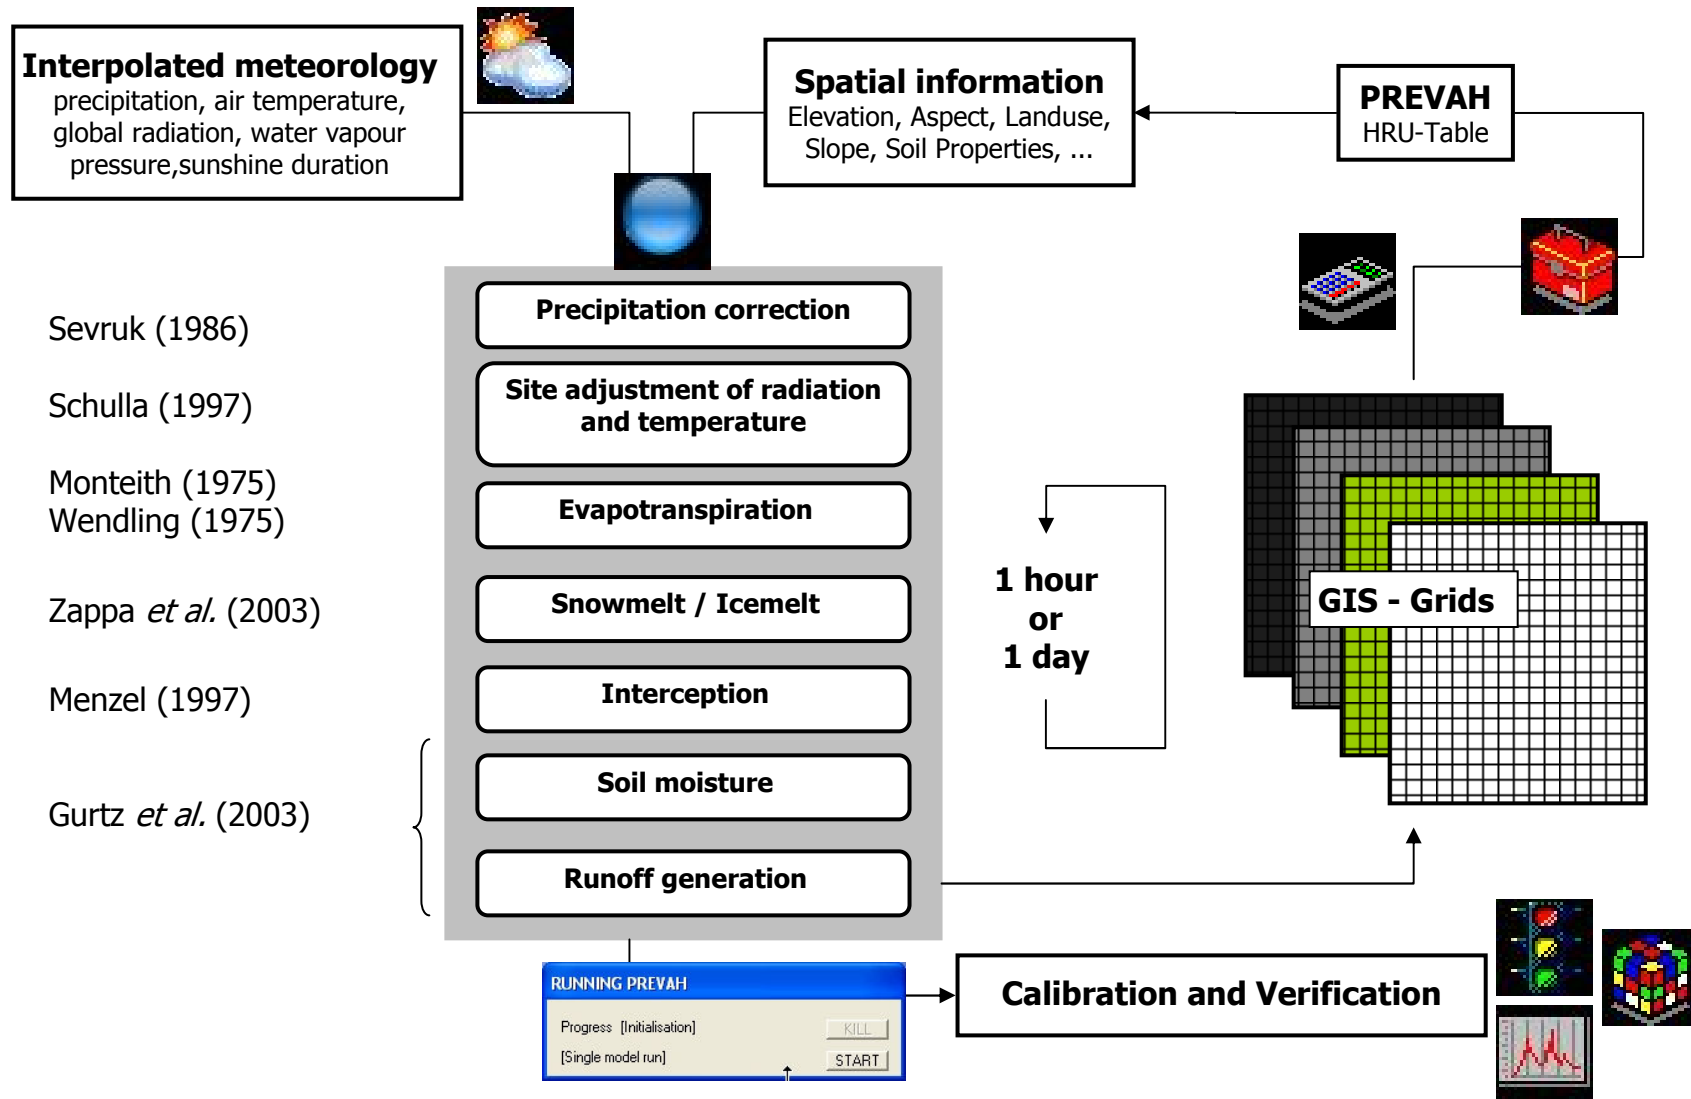 Interpolated meteorology
precipitation, air temperature,
global radiation, water vapour
pressure,sunshine duration
Spatial information
Elevation, Aspect, Landuse,
Slope, Soil Properties, ...
PREVAH
HRU-Table
Sevruk (1986)
Schulla (1997)
Monteith (1975)
Wendling (1975)
Zappa et al. (2003)
Menzel (1997)
Gurtz et al. (2003)
Precipitation correction
Site adjustment of radiation
and temperature
Evapotranspiration
Snowmelt / Icemelt
Interception
Soil moisture
Runoff generation
1 hour
or
1 day
GIS - Grids
RUNNING PREVAH
Progress [Initialisation]
KILL
[Single model run]
START
Calibration and Verification